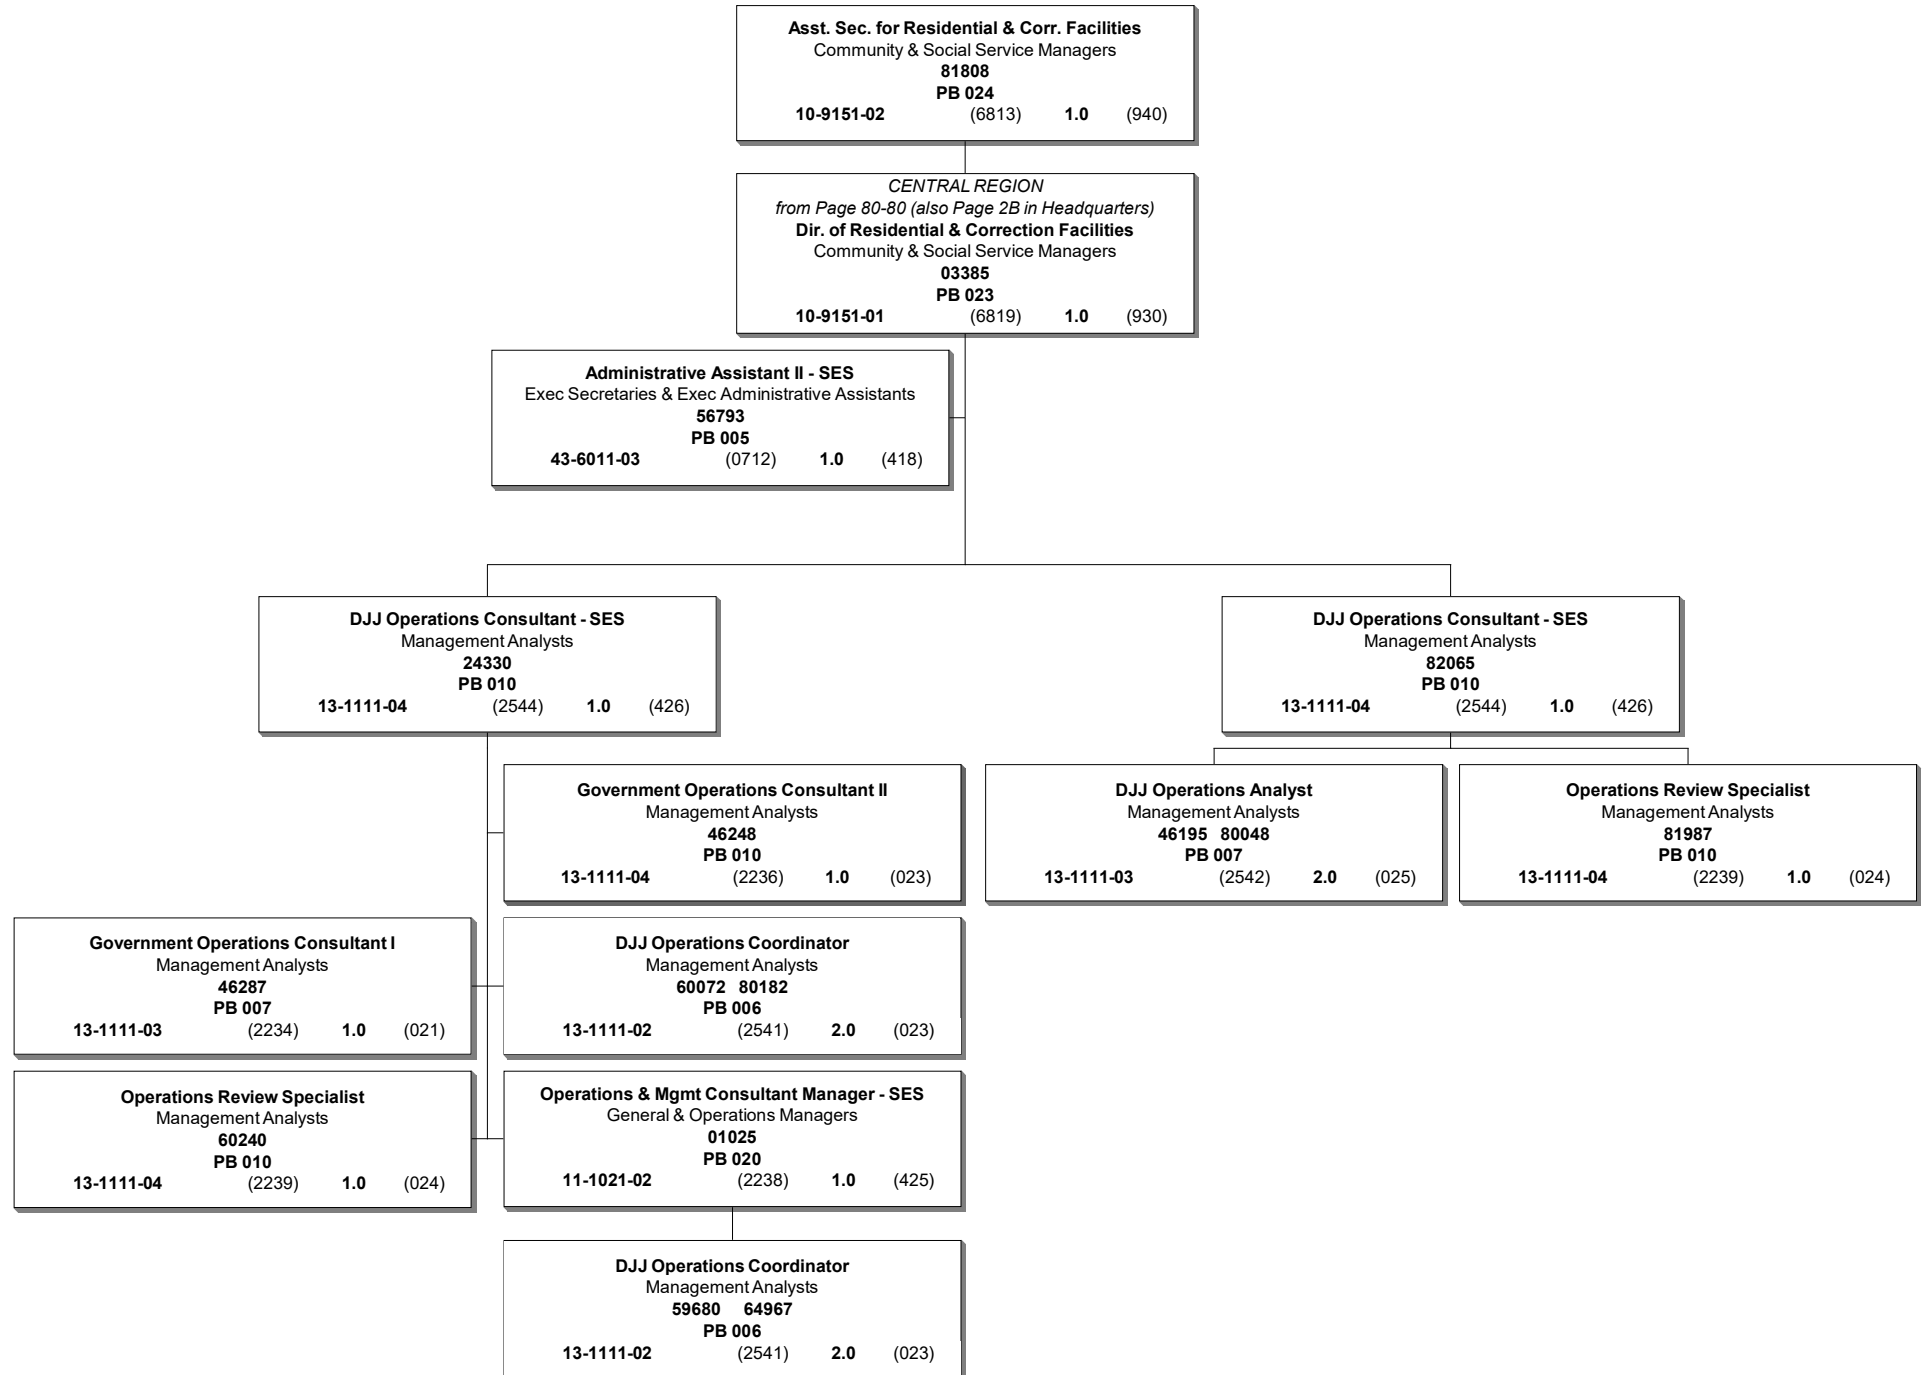 Asst. Sec. for Residential & Corr. Facilities
Community & Social Service Managers
81808
PB 024
10-9151-02 (6813) 1.0 (940)
CENTRAL REGION
from Page 80-80 (also Page 2B in Headquarters)
Dir. of Residential & Correction Facilities
Community & Social Service Managers
03385
PB 023
10-9151-01 (6819) 1.0 (930)
Administrative Assistant II - SES
Exec Secretaries & Exec Administrative Assistants
56793
PB 005
43-6011-03 (0712) 1.0 (418)
DJJ Operations Consultant - SES
Management Analysts
24330
PB 010
13-1111-04 (2544) 1.0 (426)
DJJ Operations Consultant - SES
Management Analysts
82065
PB 010
13-1111-04 (2544) 1.0 (426)
Government Operations Consultant II
Management Analysts
46248
PB 010
13-1111-04 (2236) 1.0 (023)
DJJ Operations Analyst
Management Analysts
46195 80048
PB 007
13-1111-03 (2542) 2.0 (025)
Operations Review Specialist
Management Analysts
81987
PB 010
13-1111-04 (2239) 1.0 (024)
Government Operations Consultant I
Management Analysts
46287
PB 007
13-1111-03 (2234) 1.0 (021)
DJJ Operations Coordinator
Management Analysts
60072 80182
PB 006
13-1111-02 (2541) 2.0 (023)
Operations Review Specialist
Management Analysts
60240
PB 010
13-1111-04 (2239) 1.0 (024)
Operations & Mgmt Consultant Manager - SES
General & Operations Managers
01025
PB 020
11-1021-02 (2238) 1.0 (425)
DJJ Operations Coordinator
Management Analysts
59680 64967
PB 006
13-1111-02 (2541) 2.0 (023)